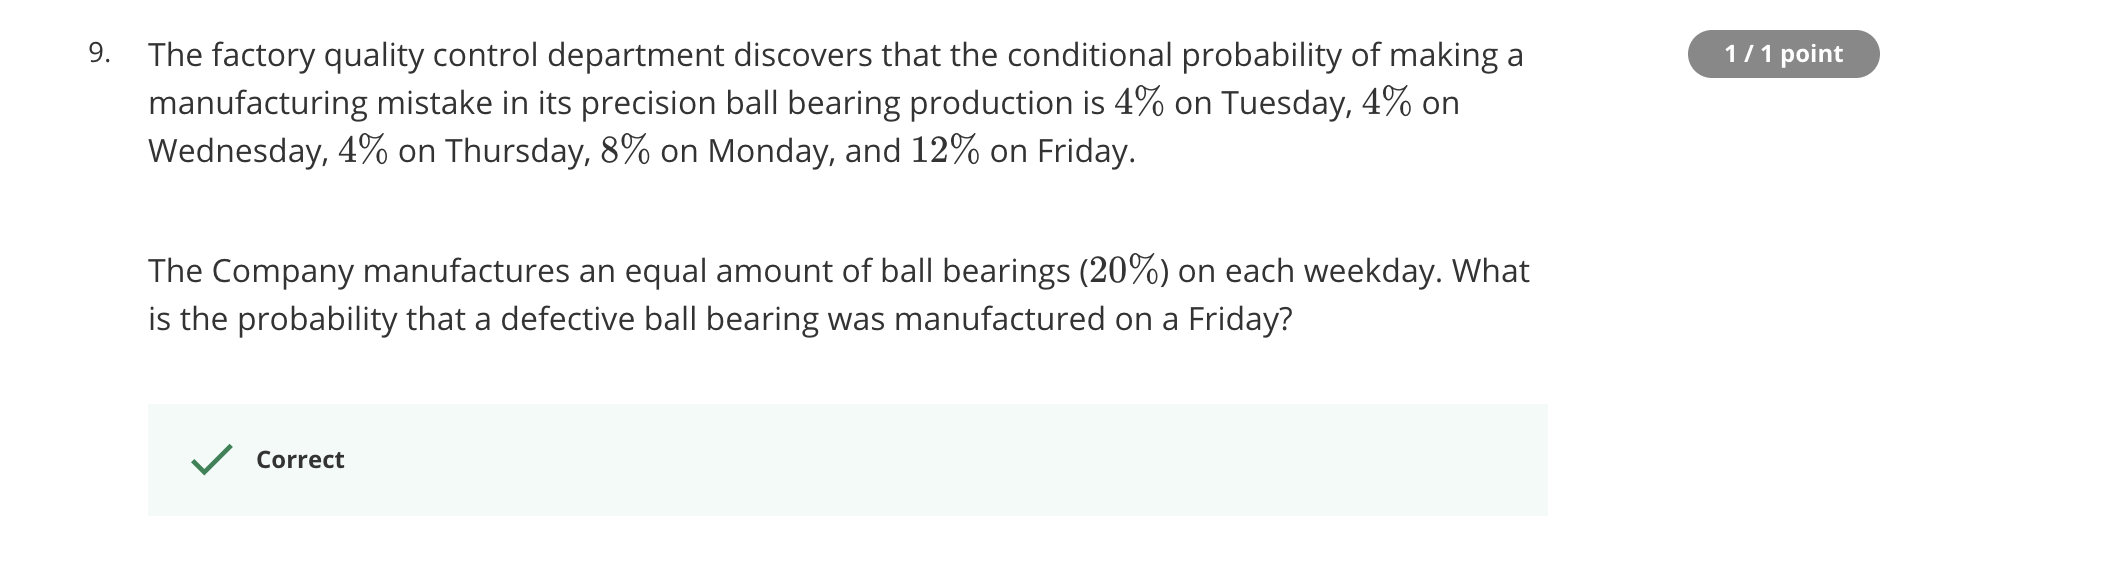 9. The factory quality control department discovers that the conditional probability of making a
1 / 1 point
manufacturing mistake in its precision ball bearing production is 4% on Tuesday, 4% on
Wednesday, 4% on Thursday, 8% on Monday, and 12% on Friday.
The Company manufactures an equal amount of ball bearings (20%) on each weekday. What
is the probability that a defective ball bearing was manufactured on a Friday?
Correct